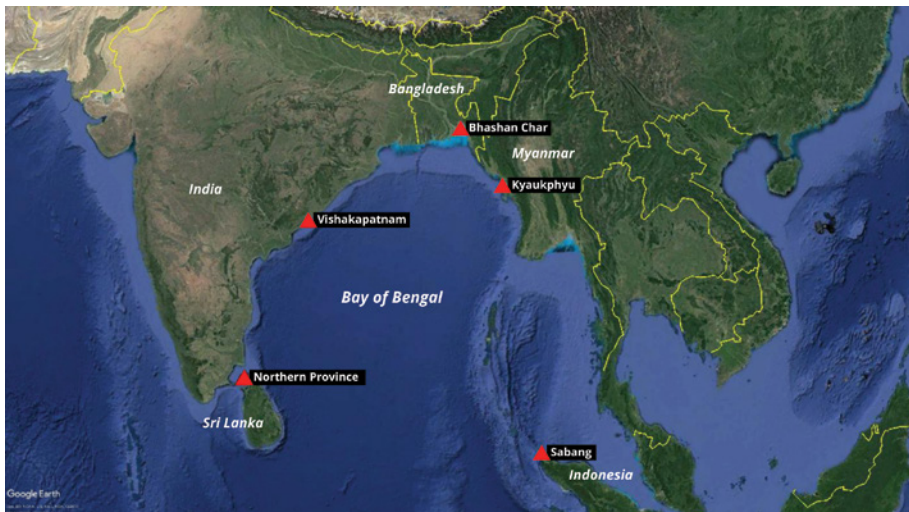 Bangladesh
Bhashan Char
Myanmar
Kyaukphyu
India
Vishakapatnam
Bay of Bengal
Northern Province
Sri Lanka
Sabang
Indonesia
Google Earth